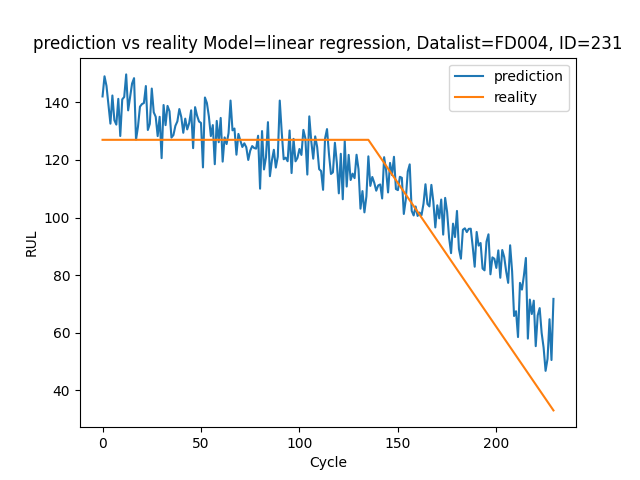 prediction vs reality Model=linear regression, Datalist=FD004, ID=231
prediction
reality
RUL
140
120
100
80
60
40
0 50 100 150 200
Cycle